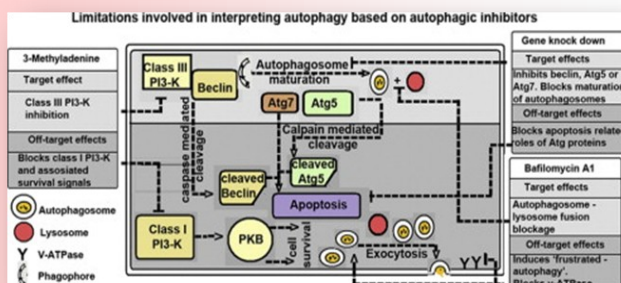 Limitations involved in interpreting autophagy based on autophagic inhibitors
3-Methyladenine
Target effect
Class III PI3-K
inhibition
Off-target effects
Blocks class I PI3-K
and assosiated
survival signals
Autophagosome
Lysosome
V-ATPase
Phagophore
Class III
PI3-K
Beclin
Autophagosome
maturation
+
Atg7
Atg5
Calpain mediated
cleavage
caspase mediated
cleavage
cleaved
Beclin
cleaved
Atg5
Apoptosis
Class I
PI3-K
PKB
cell
survival
Exocytosis
Gene knock down
Target effects
Inhibits beclin, Atg5 or
Atg7. Blocks maturation
of autophagosomes
Off-target effects
Blocks apoptosis relate
roles of Atg proteins
Bafilomycin A1
Target effects
Autophagosome -
lysosome fusion
blockage
Off-target effects
Induces 'frustrated -
autophagy'.